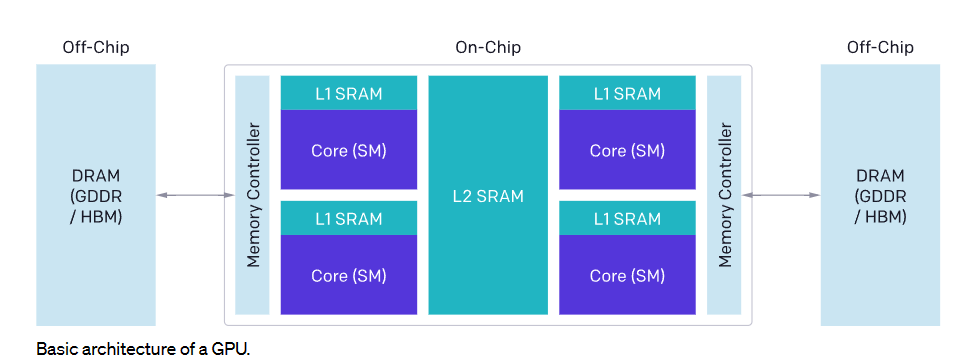 Off-Chip
On-Chip
Off-Chip
DRAM
(GDDR
/ HBM)
Memory Controller
L1 SRAM
Core (SM)
L1 SRAM
Core (SM)
L2 SRAM
L1 SRAM
Core (SM)
L1 SRAM
Core (SM)
Memory Controller
DRAM
(GDDR
/ HBM)
Basic architecture of a GPU.